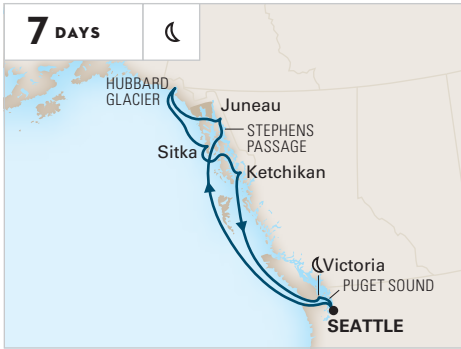 7 DAYS
HUBBARD
GLACIER
Juneau
STEPHENS
PASSAGE
Sitka
Ketchikan
Victoria
PUGET SOUND
SEATTLE